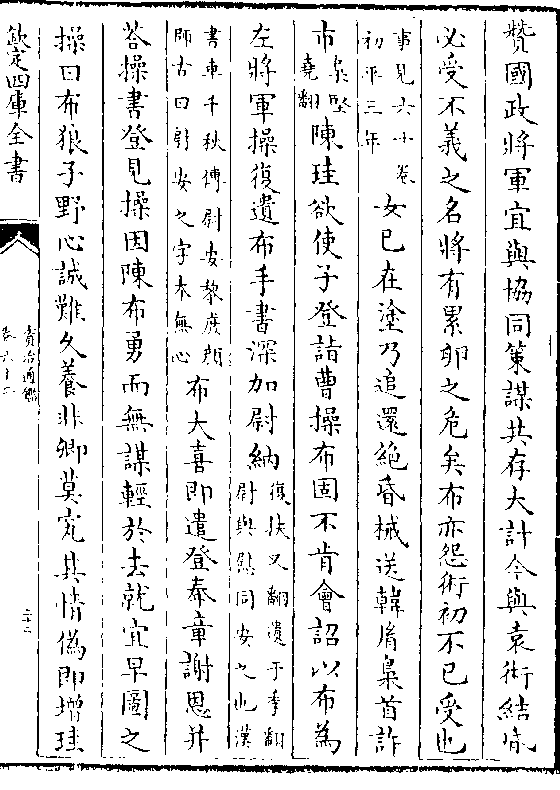 贊國政將軍宜與協同策謀共存大計今與袁術結昏
必受不義之名將有累卵之危矣布亦怨術初不已受也
事見六十卷
初平三年
女已在塗乃追還絶昏械送韓胤梟首許
市
梟堅
堯翻
陳珪欲使子登詣曹操布固不肯會詔以布為
左將軍操復遺布手書深加尉納
復扶又翻遺于季翻
尉與慰同安之也漢
書車千秋傳尉安黎庶顔
師古曰尉安之字本無心
布大喜即遣登奉章謝恩并
荅操書登見操因陳布勇而無謀輕於去就宜早圖之
操曰布狼子野心誠難久養非卿莫究其情偽即增珪
欽定四庫全書
資治通鑑
卷六十二
二十二